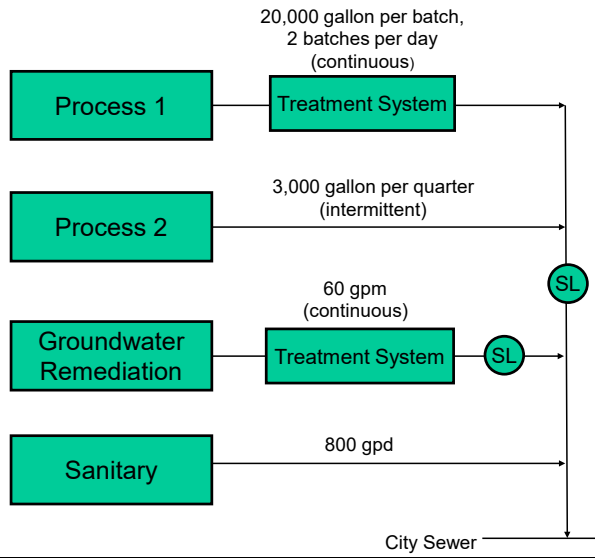 20,000 gallon per batch,
2 batches per day
(continuous)
Process 1
Treatment System
3,000 gallon per quarter
(intermittent)
Process 2
SL
60 gpm
(continuous)
Groundwater
Remediation
Treatment System
SL
800 gpd
Sanitary
City Sewer